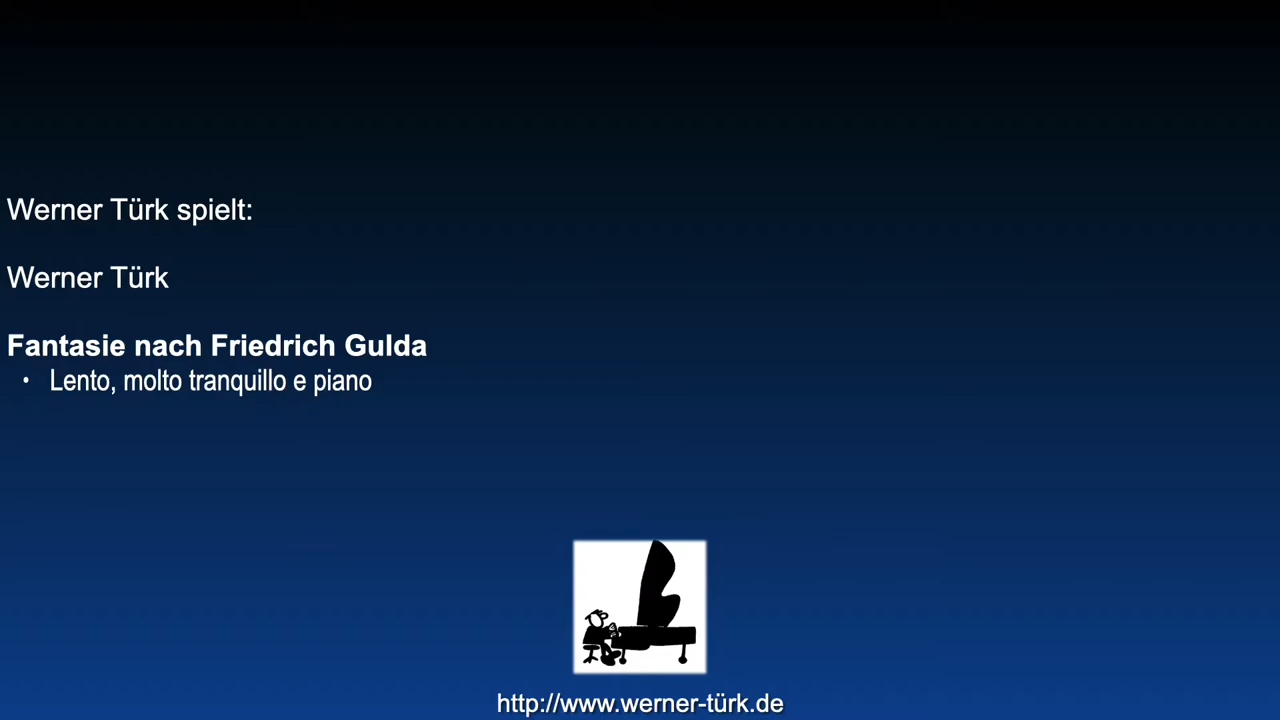 Werner Türk spielt:
Werner Türk
Fantasie nach Friedrich Gulda
• Lento, molto tranquillo e piano
http://www.werner-türk.de